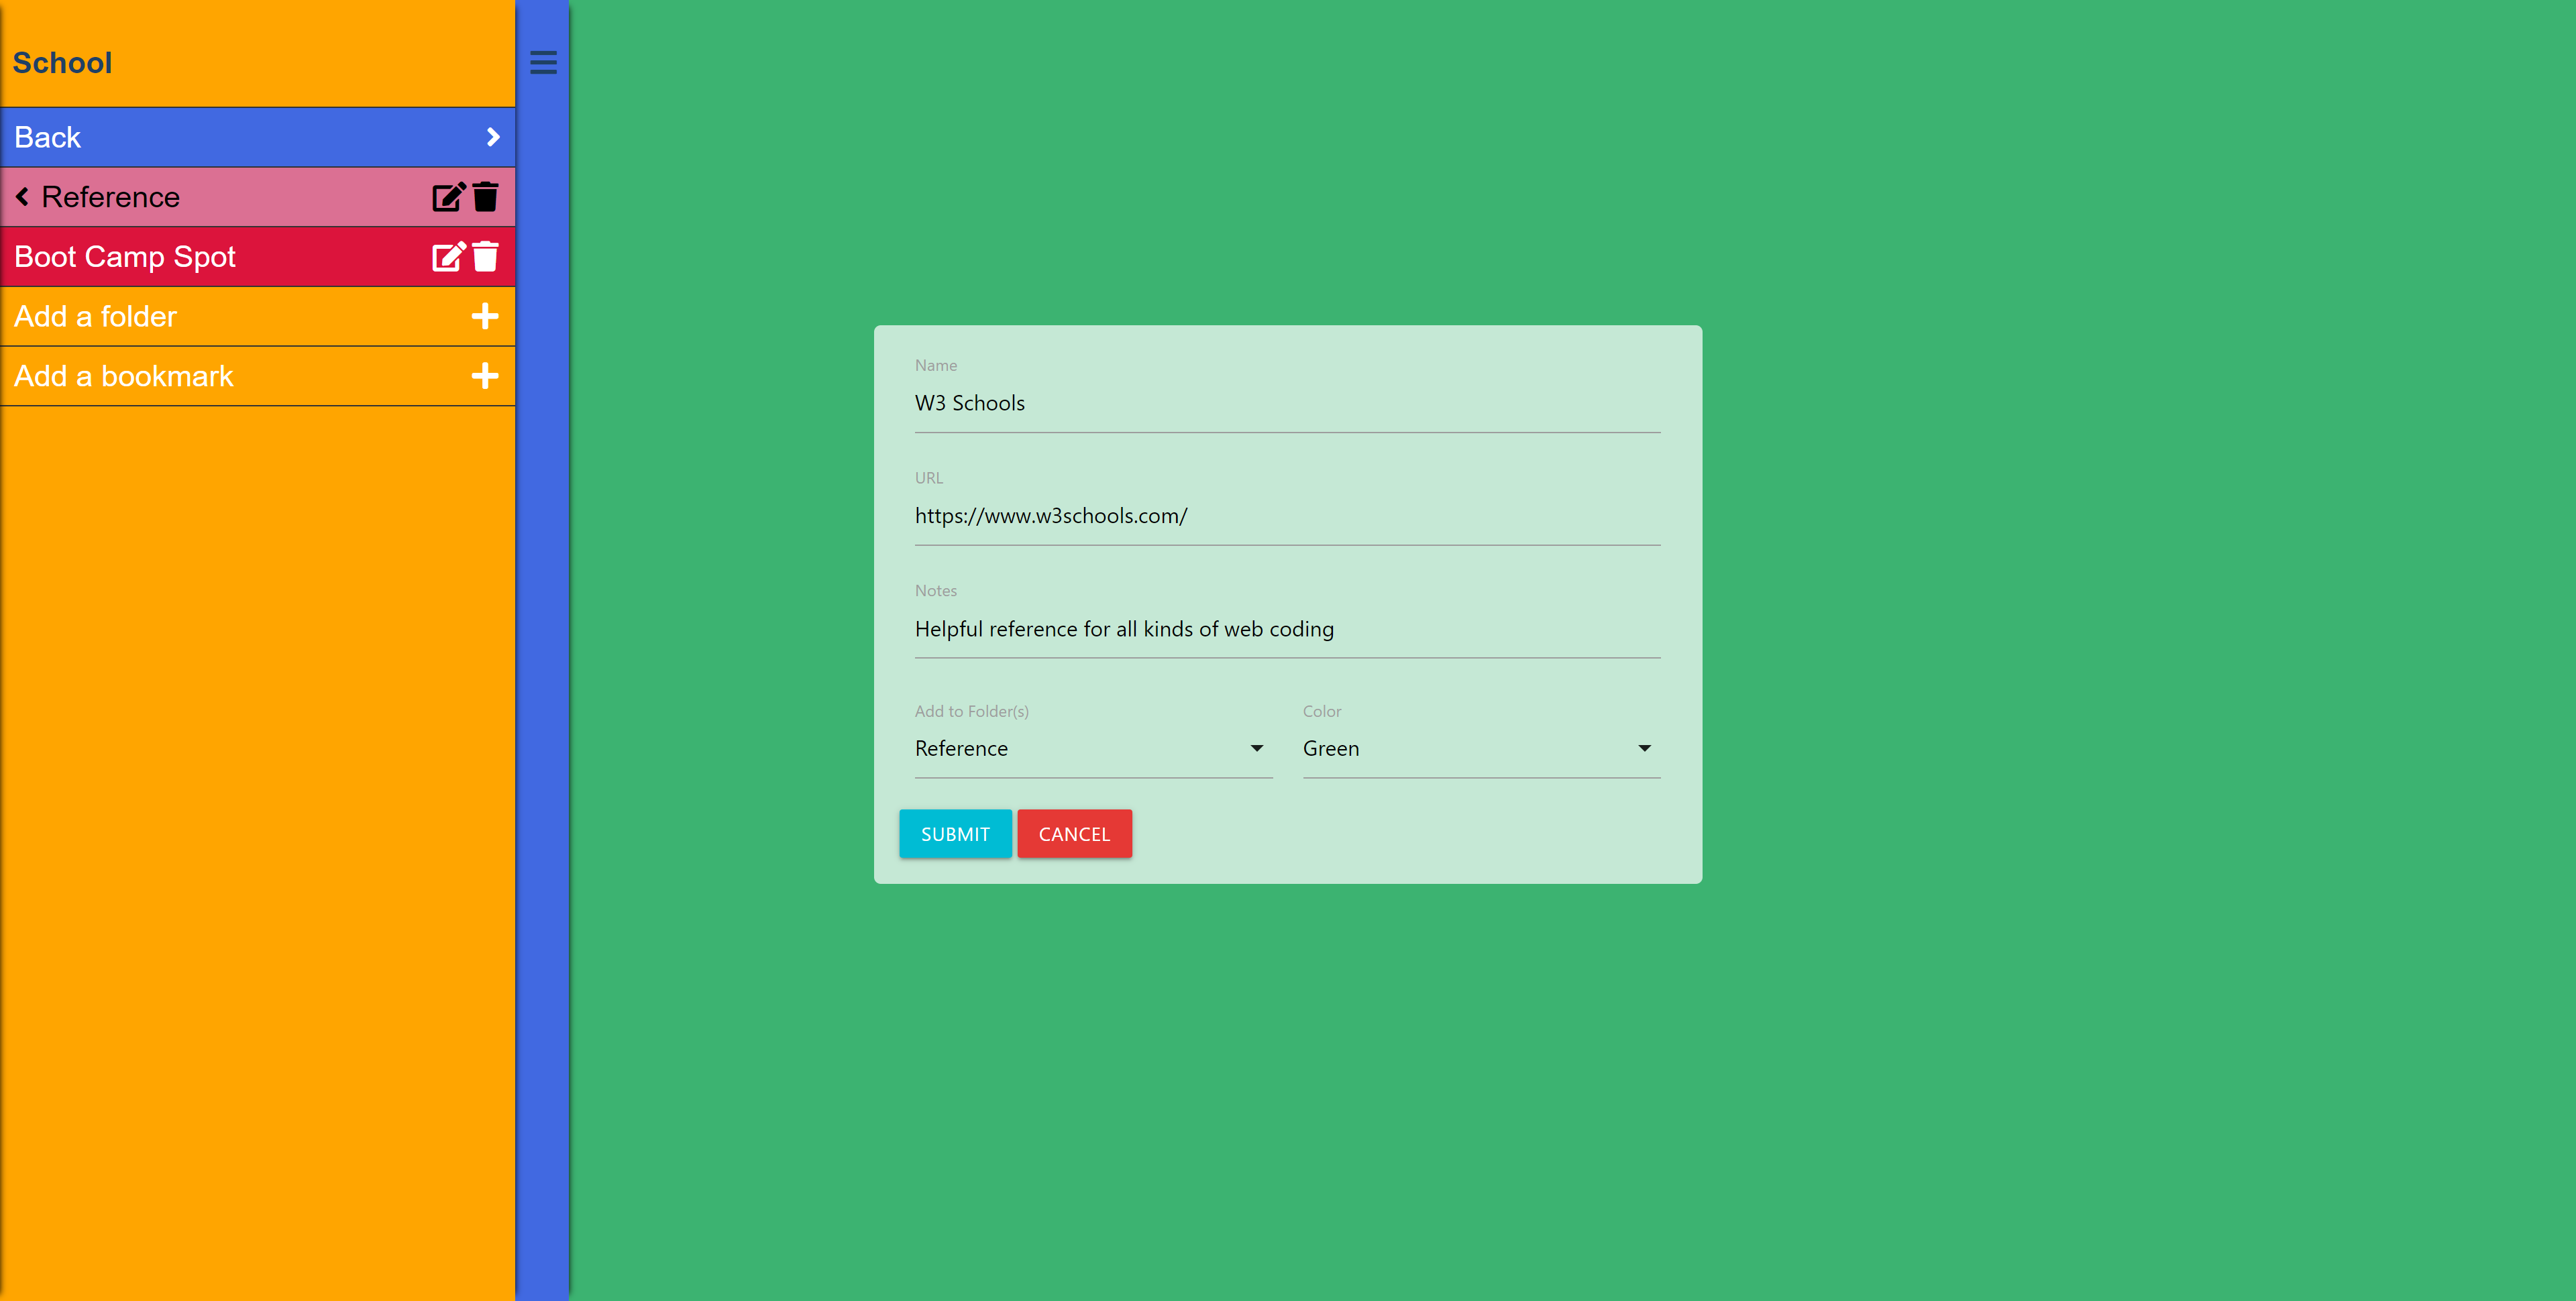 School
Back
Reference
Boot Camp Spot
Add a folder
Add a bookmark
Name
W3 Schools
URL
https://www.w3schools.com/
Notes
Helpful reference for all kinds of web coding
Add to Folder(s) Color
Reference Green
SUBMIT CANCEL